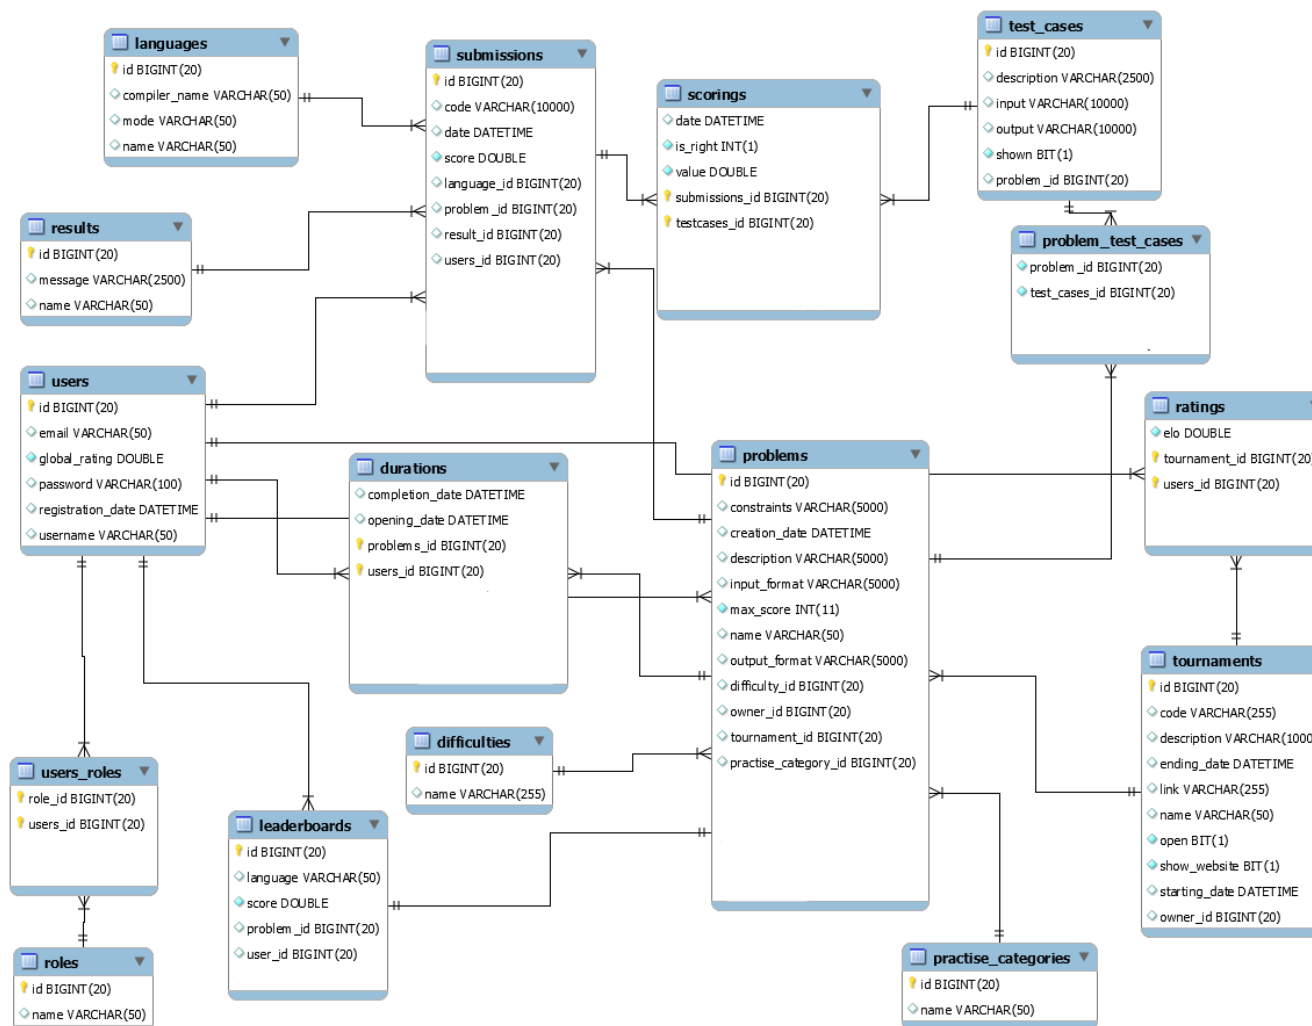 languages
id BIGINT(20)
compiler_name VARCHAR(50)
mode VARCHAR(50)
name VARCHAR(50)
submissions
id BIGINT(20)
code VARCHAR(10000)
date DATETIME
score DOUBLE
language_id BIGINT(20)
problem_id BIGINT(20)
result_id BIGINT(20)
users_id BIGINT(20)
scorings
date DATETIME
is_right INT(1)
value DOUBLE
submissions_id BIGINT(20)
testcases_id BIGINT(20)
test_cases
id BIGINT(20)
description VARCHAR(2500)
input VARCHAR(10000)
output VARCHAR(10000)
shown BIT(1)
problem_id BIGINT(20)
results
id BIGINT(20)
message VARCHAR(2500)
name VARCHAR(50)
problem_test_cases
problem_id BIGINT(20)
test_cases_id BIGINT(20)
users
id BIGINT(20)
email VARCHAR(50)
global_rating DOUBLE
password VARCHAR(100)
registration_date DATETIME
username VARCHAR(50)
durations
completion_date DATETIME
opening_date DATETIME
problems_id BIGINT(20)
users_id BIGINT(20)
problems
id BIGINT(20)
constraints VARCHAR(5000)
creation_date DATETIME
description VARCHAR(5000)
input_format VARCHAR(5000)
max_score INT(11)
name VARCHAR(50)
output_format VARCHAR(5000)
difficulty_id BIGINT(20)
owner_id BIGINT(20)
tournament_id BIGINT(20)
practise_category_id BIGINT(20)
ratings
elo DOUBLE
tournament_id BIGINT(20)
users_id BIGINT(20)
tournaments
id BIGINT(20)
code VARCHAR(255)
description VARCHAR(1000
ending_date DATETIME
link VARCHAR(255)
name VARCHAR(50)
open BIT(1)
show_website BIT(1)
starting_date DATETIME
owner_id BIGINT(20)
difficulties
id BIGINT(20)
name VARCHAR(255)
users_roles
role_id BIGINT(20)
users_id BIGINT(20)
leaderboards
id BIGINT(20)
language VARCHAR(50)
score DOUBLE
problem_id BIGINT(20)
user_id BIGINT(20)
roles
id BIGINT(20)
name VARCHAR(50)
practise_categories
id BIGINT(20)
name VARCHAR(50)